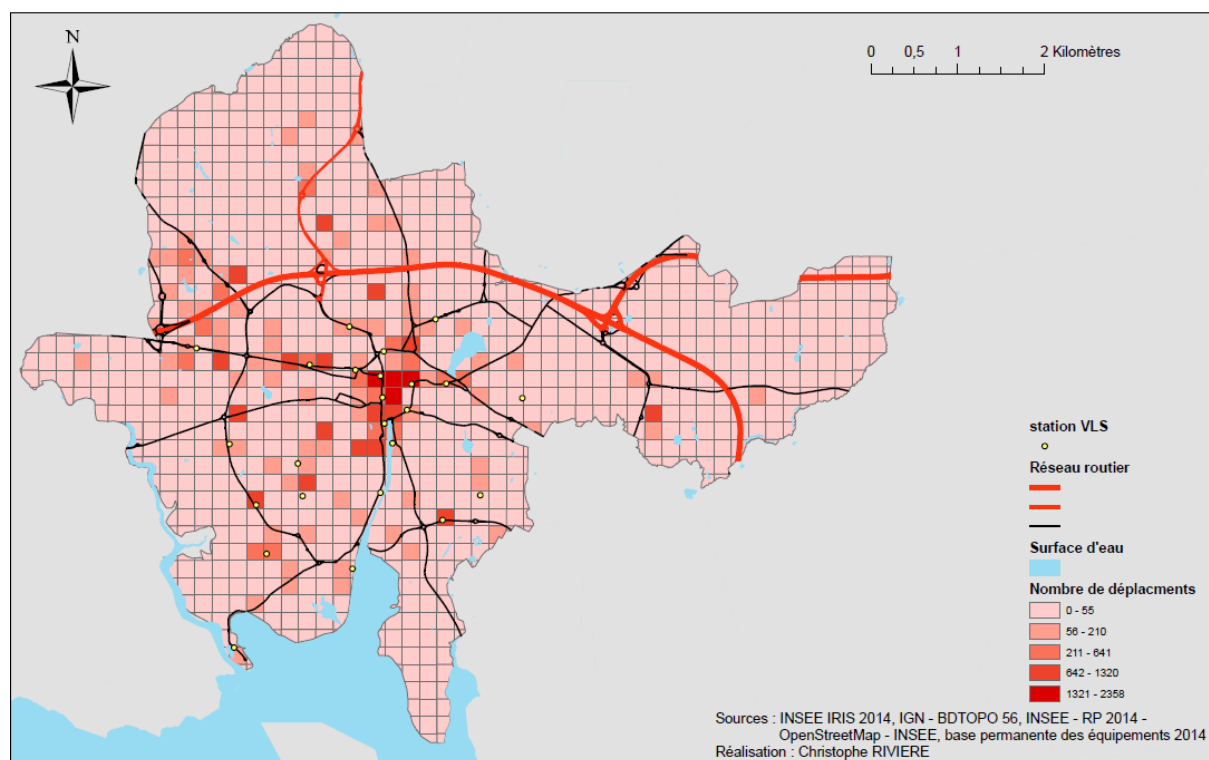 N
0 0,5 1 2 Kilomètres
station VLS
Réseau routier
Surface d'eau
Nombre de déplacments
0 - 55
56 - 210
211 - 641
642 - 1320
1321 - 2358
Sources : INSEE IRIS 2014, IGN - BDTOPO 56, INSEE - RP 2014 -
OpenStreetMap - INSEE, base permanente des équipements 2014
Réalisation : Christophe RIVIERE